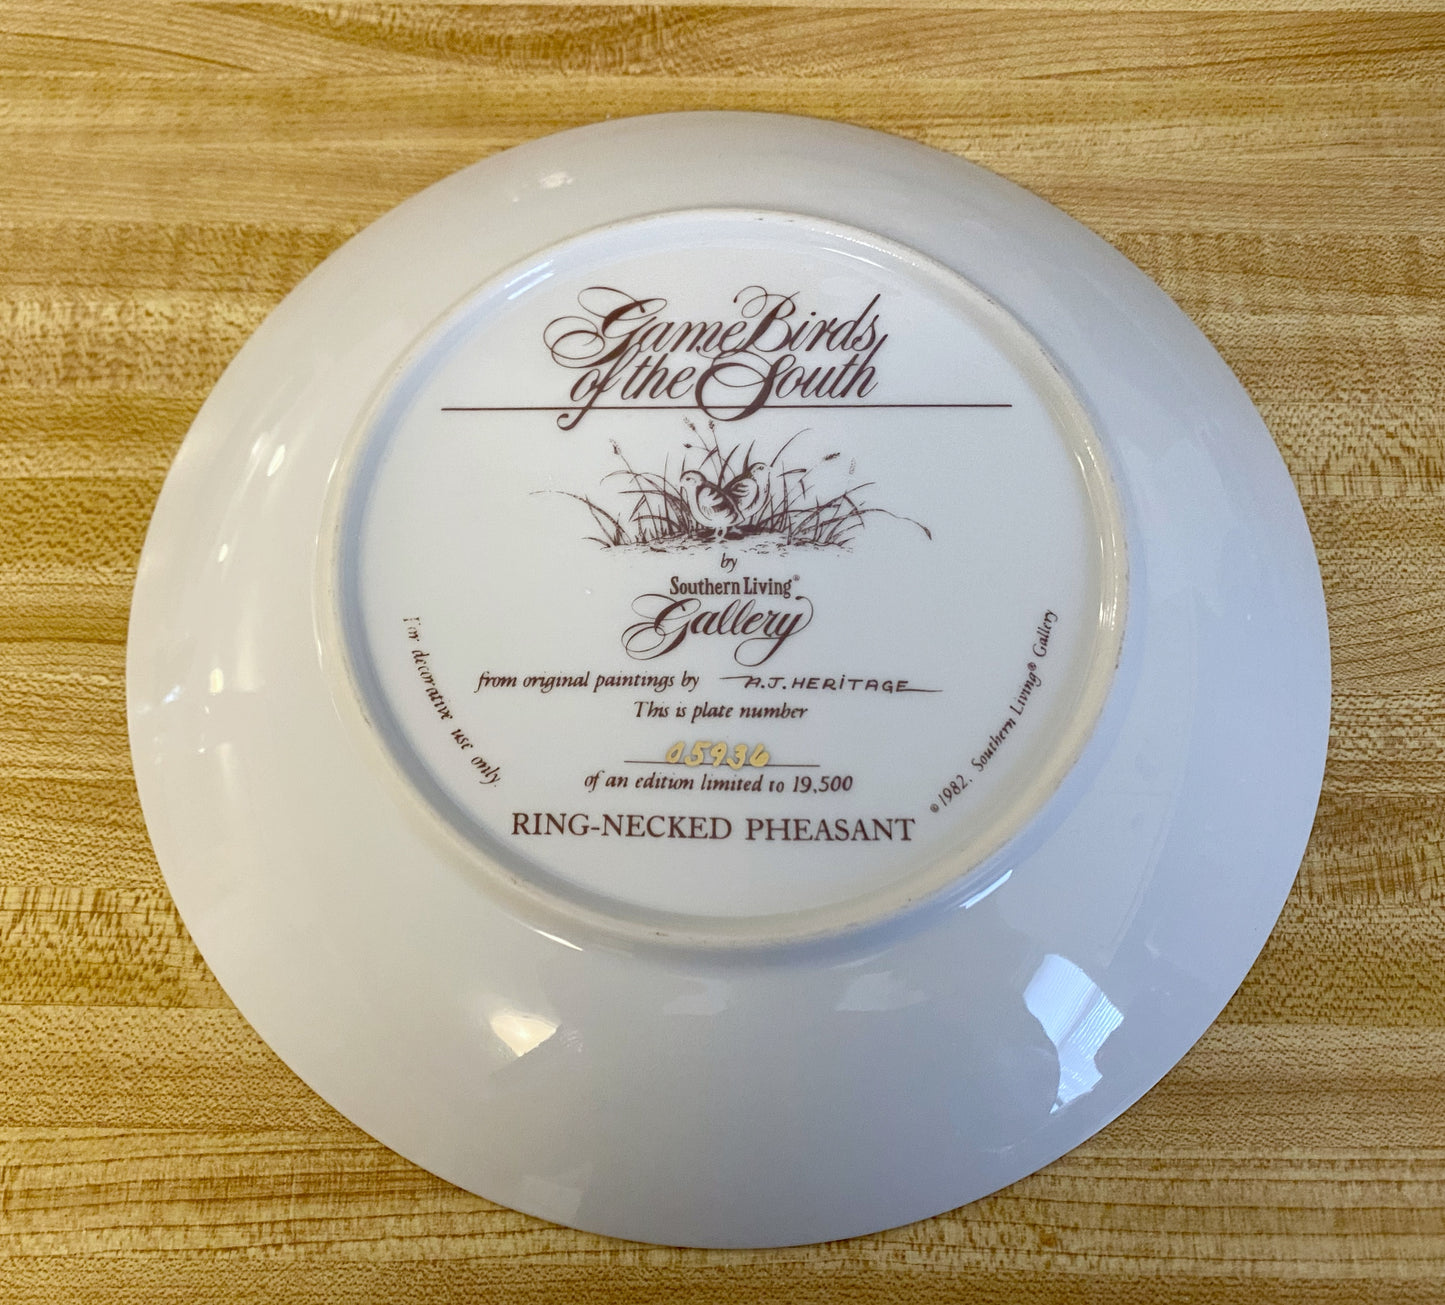 Game Birds
of the South
by
Southern Living®
Gallery
from original paintings by A.J. HERITAGE
This is plate number
05936
of an edition limited to 19,500
RING-NECKED PHEASANT
For decorative use only.
©1982, Southern Living® Gallery